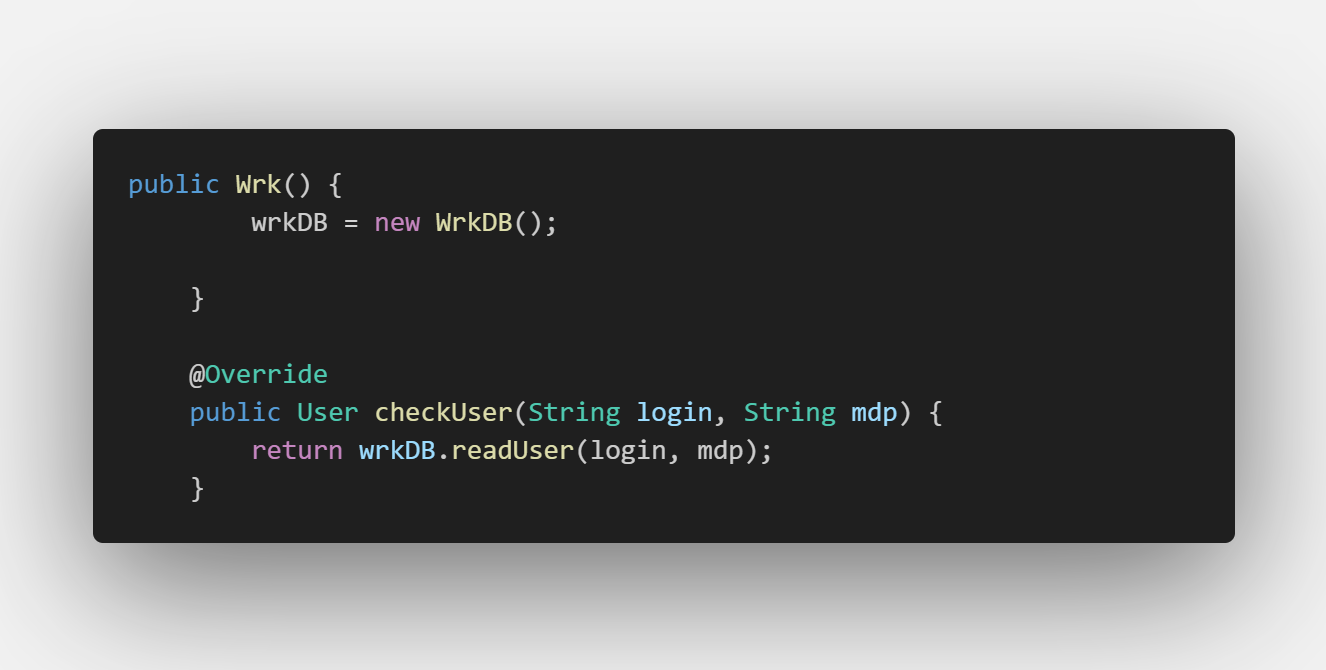 public Wrk() {
        wrkDB = new WrkDB();

    }

    @Override
    public User checkUser(String login, String mdp) {
        return wrkDB.readUser(login, mdp);
    }